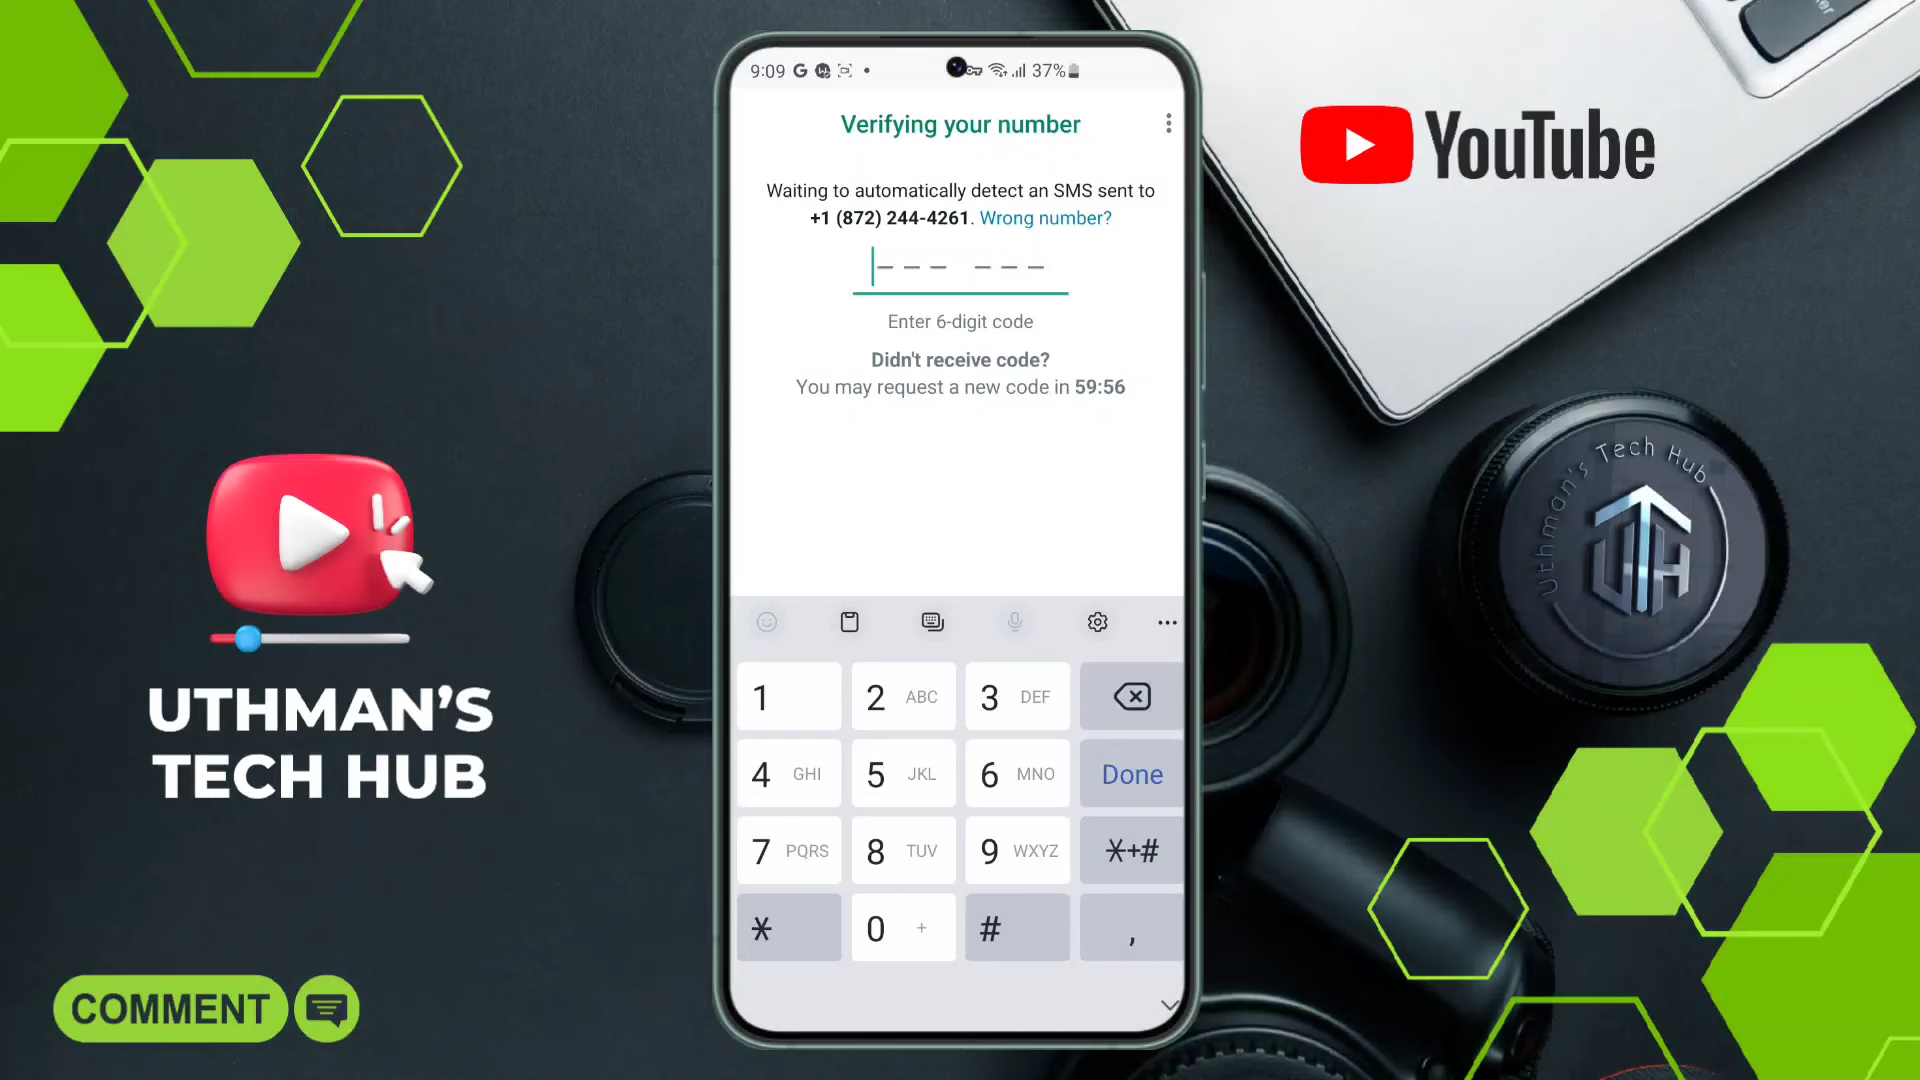 9:09
37%
Verifying your number
Waiting to automatically detect an SMS sent to
+1 (872) 244-4261. Wrong number?
Enter 6-digit code
Didn't receive code?
You may request a new code in 59:56
1
2 ABC
3 DEF
4 GHI
5 JKL
6 MNO
Done
7 PQRS
8 TUV
9 WXYZ
*+#
*
0 +
#
,
YouTube
Uthman's Tech Hub
UTH
UTHMAN'S
TECH HUB
COMMENT